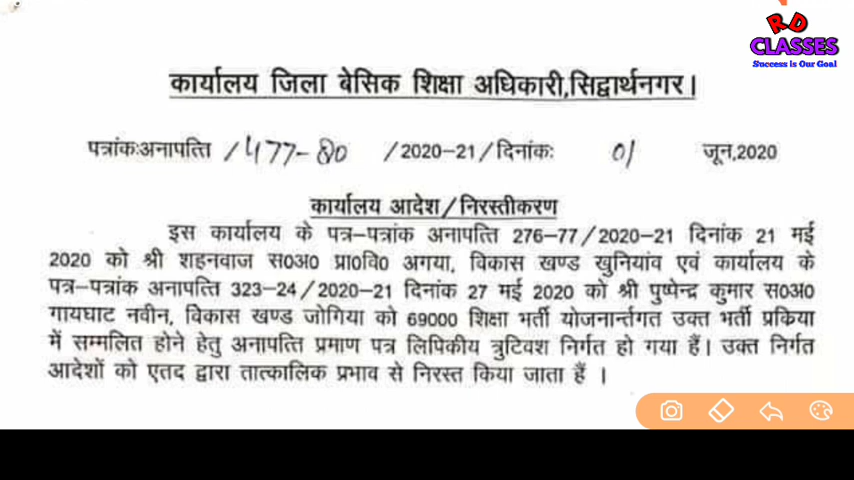 RD
CLASSES
Success is Our Goal
कार्यालय जिला बेसिक शिक्षा अधिकारी,सिद्वार्थनगर।
पत्रांकःअनापत्ति /477-80 /2020-21/दिनांकः 01 जून,2020
कार्यालय आदेश/निरस्तीकरण
इस कार्यालय के पत्र-पत्रांक अनापत्ति 276-77/2020-21 दिनांक 21 मई
2020 को श्री शहनवाज स0अ0 प्रा0वि0 अगया, विकास खण्ड खुनियांव एवं कार्यालय के
पत्र-पत्रांक अनापत्ति 323-24/2020-21 दिनांक 27 मई 2020 को श्री पुष्पेन्द्र कुमार स0अ0
गायघाट नवीन, विकास खण्ड जोगिया को 69000 शिक्षा भर्ती योजनार्न्तगत उक्त भर्ती प्रकिया
में सम्मलित होने हेतु अनापत्ति प्रमाण पत्र लिपिकीय त्रुटिवश निर्गत हो गया हैं। उक्त निर्गत
आदेशों को एतद द्वारा तात्कालिक प्रभाव से निरस्त किया जाता हैं ।